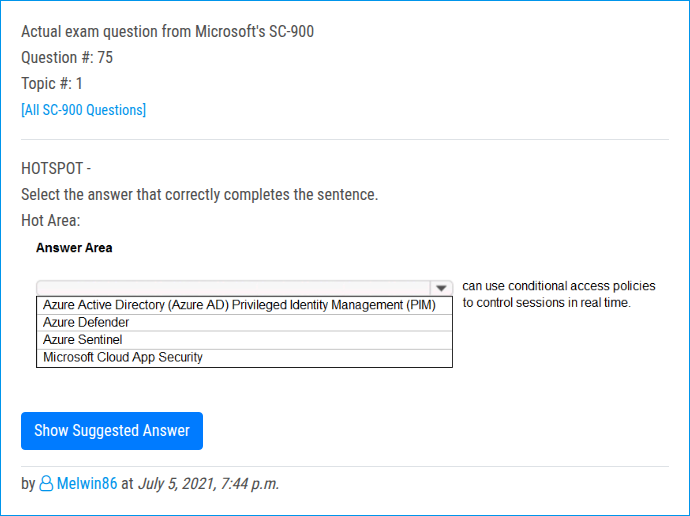 Actual exam question from Microsoft's SC-900
Question #: 75
Topic #: 1
[All SC-900 Questions]
HOTSPOT -
Select the answer that correctly completes the sentence.
Hot Area:
Answer Area
can use conditional access policies
to control sessions in real time.
Azure Active Directory (Azure AD) Privileged Identity Management (PIM)
Azure Defender
Azure Sentinel
Microsoft Cloud App Security
Show Suggested Answer
by Melwin86 at July 5, 2021, 7:44 p.m.